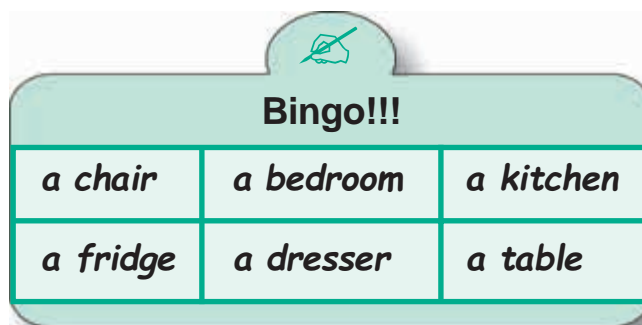 Bingo!!!
a chair a bedroom a kitchen
a fridge a dresser a table